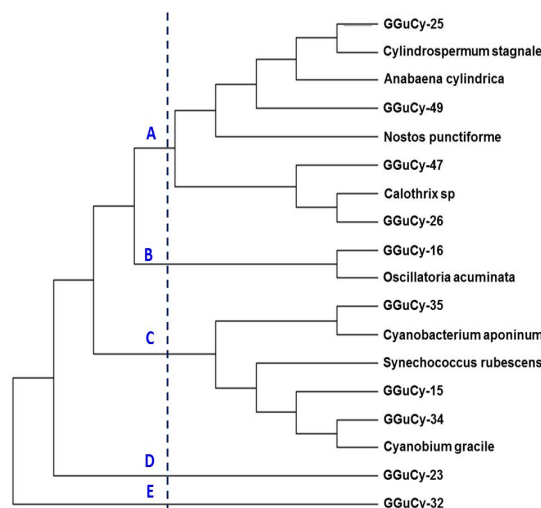 GGuCy-25
Cylindrospermum stagnale
Anabaena cylindrica
GGuCy-49
A
Nostos punctiforme
GGuCy-47
Calothrix sp
GGuCy-26
B
GGuCy-16
Oscillatoria acuminata
GGuCy-35
C
Cyanobacterium aponinum
Synechococcus rubescens
GGuCy-15
GGuCy-34
Cyanobium gracile
D
GGuCy-23
E
GGuCy-32